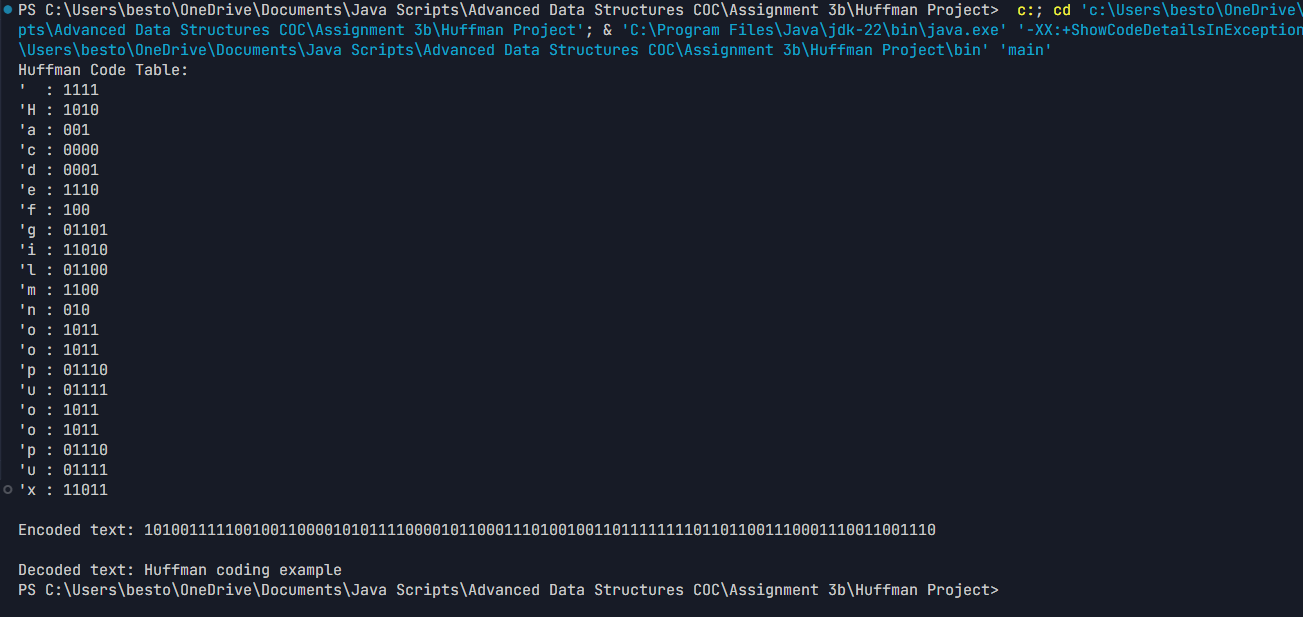 PS C:\Users\besto\OneDrive\Documents\Java Scripts\Advanced Data Structures COC\Assignment 3b\Huffman Project>  c:; cd 'c:\Users\besto\OneDrive\
pts\Advanced Data Structures COC\Assignment 3b\Huffman Project'; & 'C:\Program Files\Java\jdk-22\bin\java.exe' '-XX:+ShowCodeDetailsInException
\Users\besto\OneDrive\Documents\Java Scripts\Advanced Data Structures COC\Assignment 3b\Huffman Project\bin' 'main'
Huffman Code Table:
'  : 1111
'H : 1010
'a : 001
'c : 0000
'd : 0001
'e : 1110
'f : 100
'g : 01101
'i : 11010
'l : 01100
'm : 1100
'n : 010
'o : 1011
'o : 1011
'p : 01110
'u : 01111
'o : 1011
'o : 1011
'p : 01110
'u : 01111
'x : 11011
Encoded text: 1010011111001001100001010111100001011000111010010011011111111101101100111000111​0011001110
Decoded text: Huffman coding example
PS C:\Users\besto\OneDrive\Documents\Java Scripts\Advanced Data Structures COC\Assignment 3b\Huffman Project>